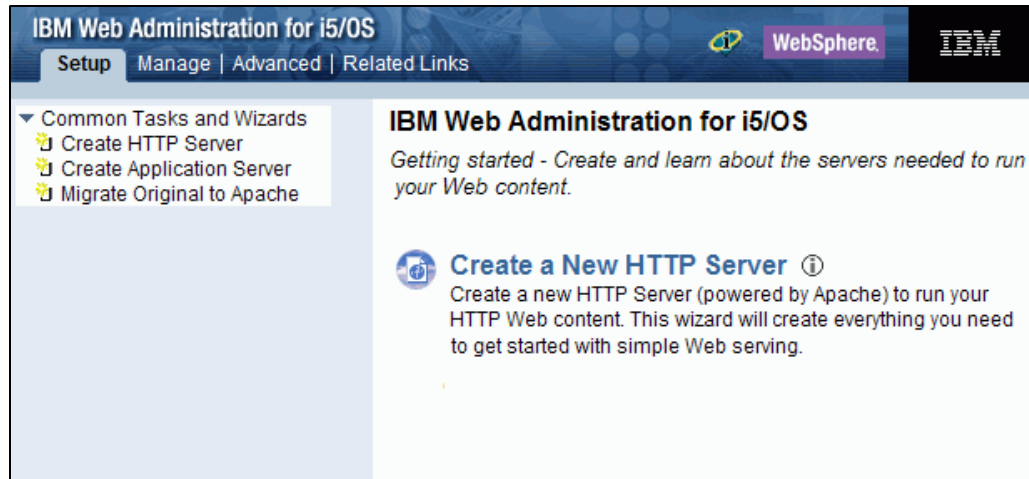 IBM Web Administration for i5/OS
WebSphere.
IBM
Setup Manage | Advanced | Related Links
Common Tasks and Wizards
Create HTTP Server
Create Application Server
Migrate Original to Apache
IBM Web Administration for i5/OS
Getting started - Create and learn about the servers needed to run
your Web content.
Create a New HTTP Server
Create a new HTTP Server (powered by Apache) to run your
HTTP Web content. This wizard will create everything you need
to get started with simple Web serving.